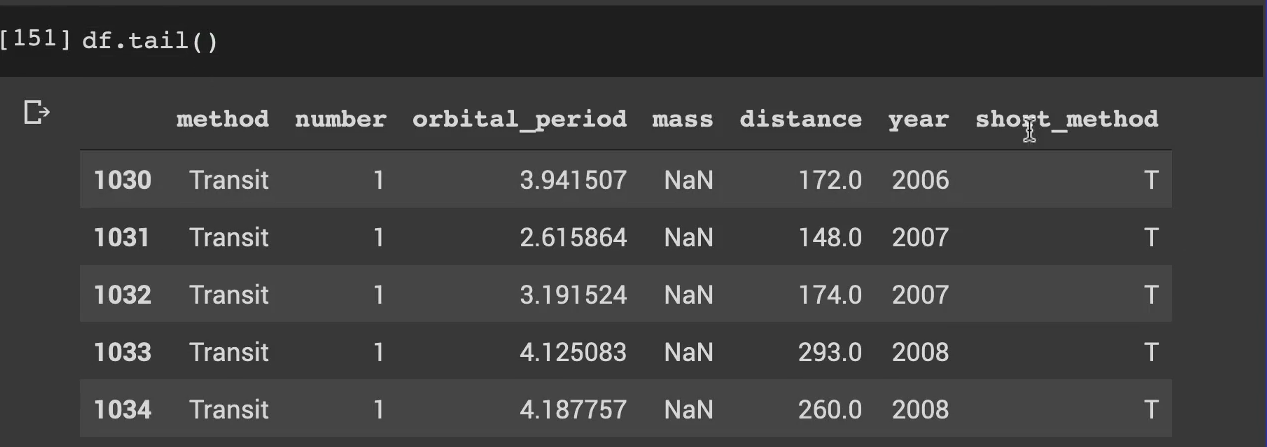 [151] df.tail()
method number orbital_period mass distance year short_method
1030 Transit 1 3.941507 NaN 172.0 2006 T
1031 Transit 1 2.615864 NaN 148.0 2007 T
1032 Transit 1 3.191524 NaN 174.0 2007 T
1033 Transit 1 4.125083 NaN 293.0 2008 T
1034 Transit 1 4.187757 NaN 260.0 2008 T